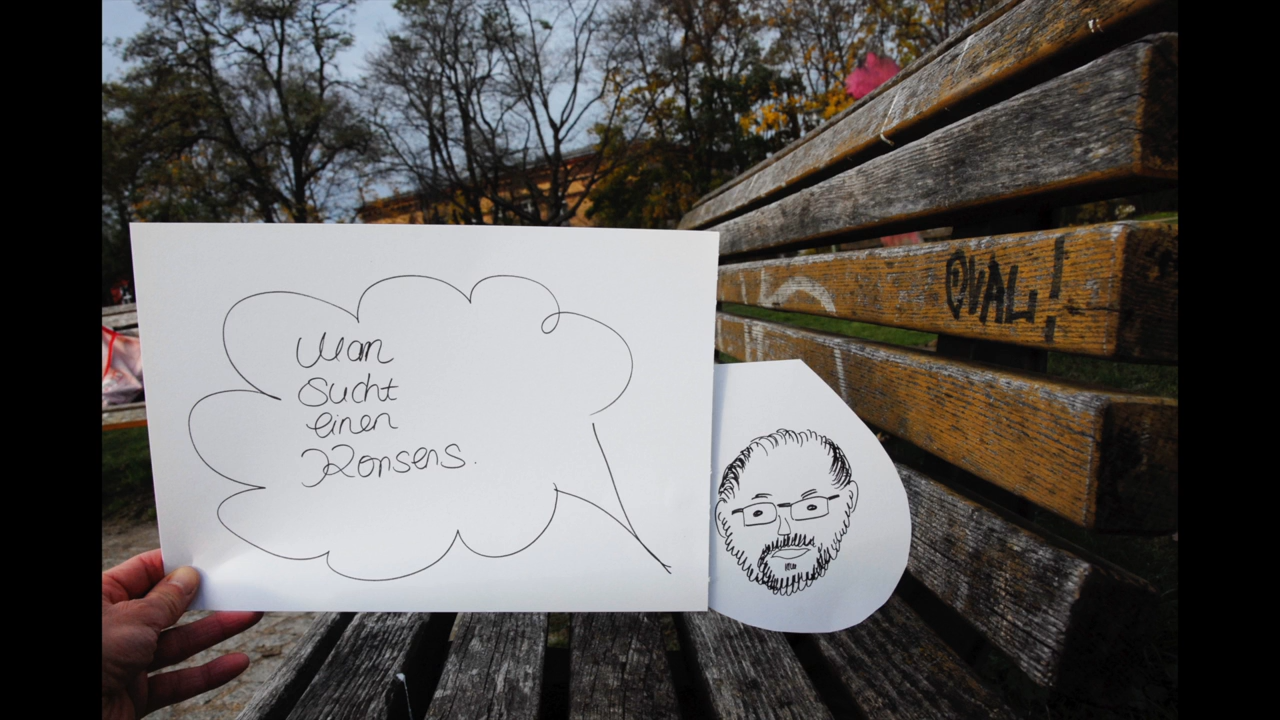 Man
sucht
einen
Konsens.
OVAL!